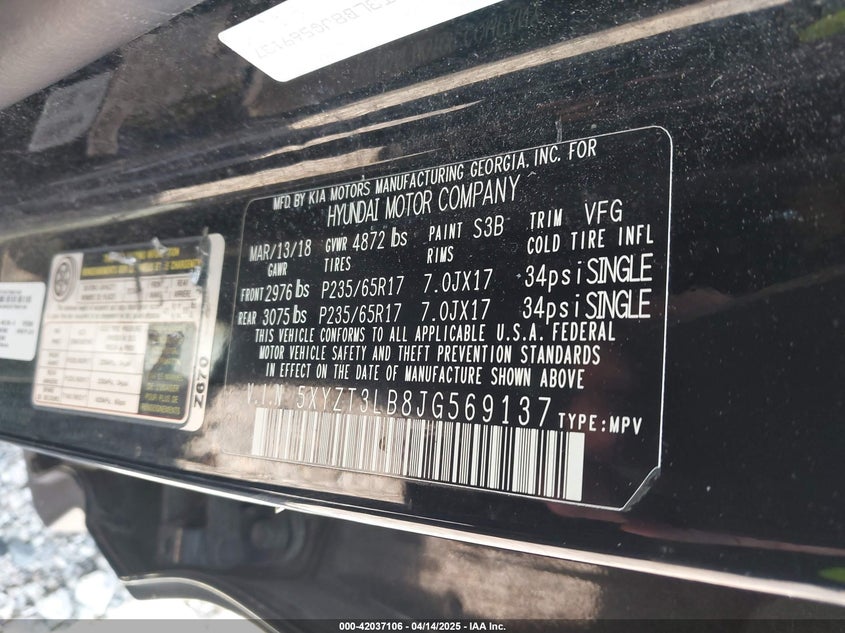 T3LB8JG569137
MFD. BY KIA MOTORS MANUFACTURING GEORGIA, INC. FOR
HYUNDAI MOTOR COMPANY
MAR/13/18 GVWR 4872 lbs PAINT S3B TRIM VFG
GAWR TIRES RIMS COLD TIRE INFL
FRONT 2976 lbs P235/65R17 7.0JX17 34psi SINGLE
REAR 3075 lbs P235/65R17 7.0JX17 34psi SINGLE
THIS VEHICLE CONFORMS TO ALL APPLICABLE U.S.A. FEDERAL
MOTOR VEHICLE SAFETY AND THEFT PREVENTION STANDARDS
IN EFFECT ON THE DATE OF MANUFACTURE SHOWN ABOVE
V.I.N 5XYZT3LB8JG569137 TYPE:MPV
Z670
000-42037106 - 04/14/2025 - IAA Inc.